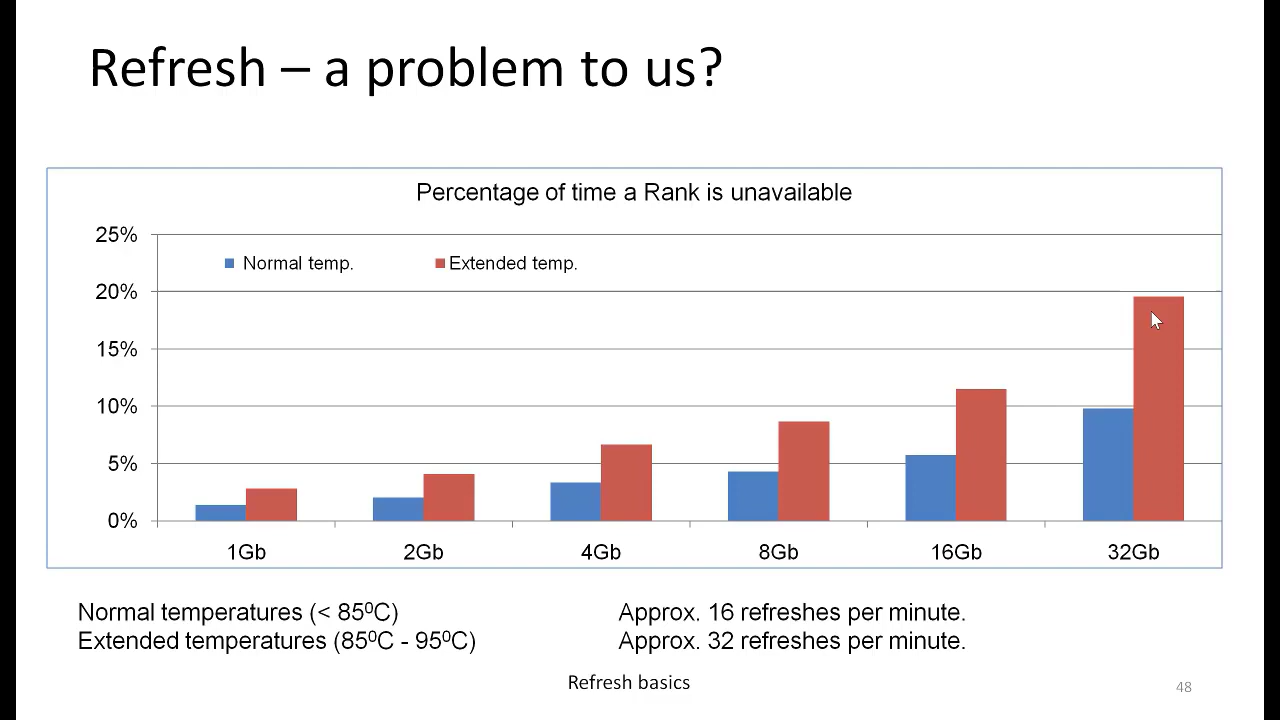 Refresh – a problem to us?
Percentage of time a Rank is unavailable
25%
Normal temp. Extended temp.
20%
15%
10%
5%
0%
1Gb 2Gb 4Gb 8Gb 16Gb 32Gb
Normal temperatures (< 85⁰C) Approx. 16 refreshes per minute.
Extended temperatures (85⁰C - 95⁰C) Approx. 32 refreshes per minute.
Refresh basics
48